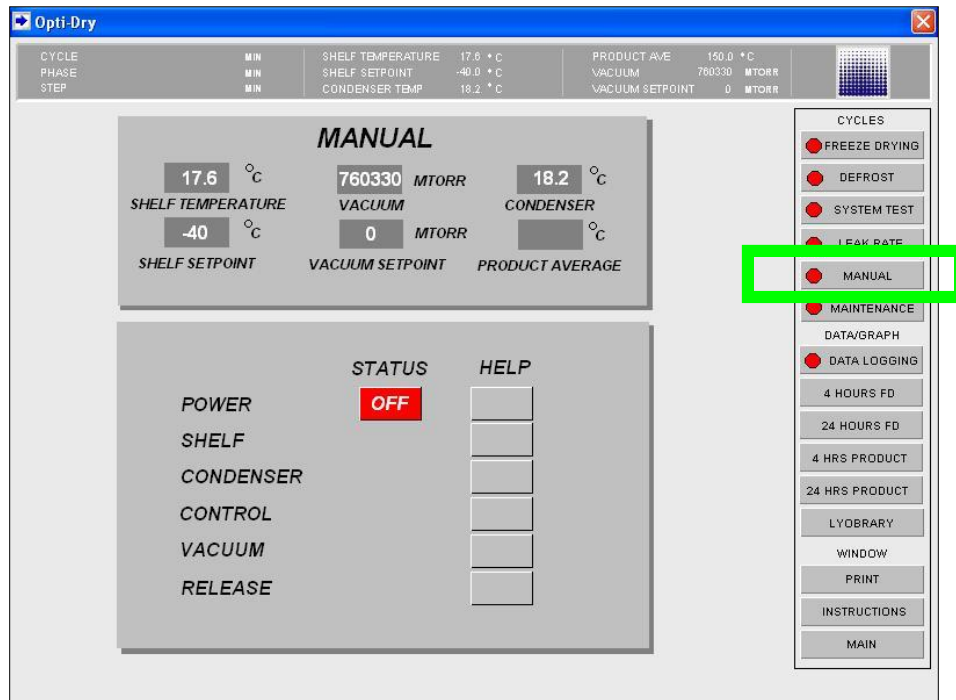 Opti-Dry
CYCLE MIN SHELF TEMPERATURE 17.6 °C PRODUCT AVE 150.0 °C
PHASE MIN SHELF SETPOINT -40.0 °C VACUUM 760330 MTORR
STEP MIN CONDENSER TEMP 18.2 °C VACUUM SETPOINT 0 MTORR
MANUAL
17.6 °C 760330 MTORR 18.2 °C
SHELF TEMPERATURE VACUUM CONDENSER
-40 °C 0 MTORR °C
SHELF SETPOINT VACUUM SETPOINT PRODUCT AVERAGE
STATUS HELP
POWER OFF
SHELF
CONDENSER
CONTROL
VACUUM
RELEASE
CYCLES
FREEZE DRYING
DEFROST
SYSTEM TEST
LEAK RATE
MANUAL
MAINTENANCE
DATA/GRAPH
DATA LOGGING
4 HOURS FD
24 HOURS FD
4 HRS PRODUCT
24 HRS PRODUCT
LYOBRARY
WINDOW
PRINT
INSTRUCTIONS
MAIN